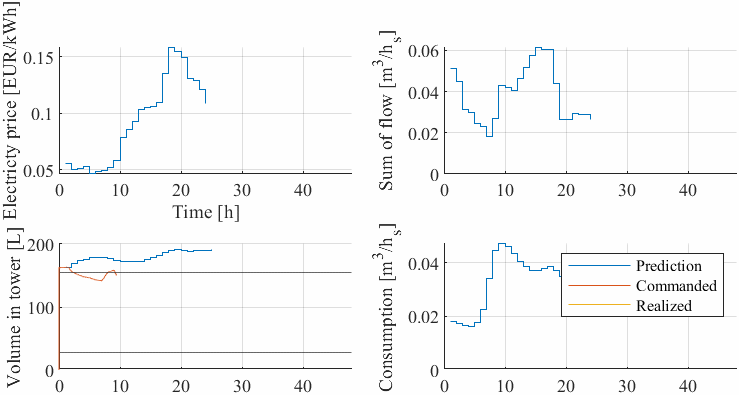 Electricty price [EUR/kWh]
0.15
0.1
0.05
0 10 20 30 40
Time [h]
Sum of flow [m³/hₛ]
0.06
0.04
0.02
0
0 10 20 30 40
Volume in tower [L]
200
100
0
0 10 20 30 40
Consumption [m³/hₛ]
0.04
0.02
0
0 10 20 30 40
Prediction
Commanded
Realized